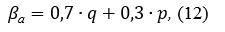 βₐ = 0,7 · q + 0,3 · p, (12)